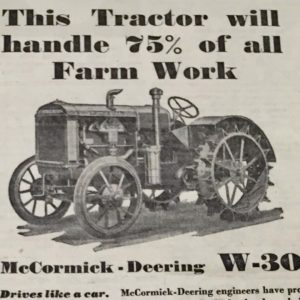 This Tractor will
handle 75% of all
Farm Work
McCormick - Deering W-30
Drives like a car. McCormick-Deering engineers have pro